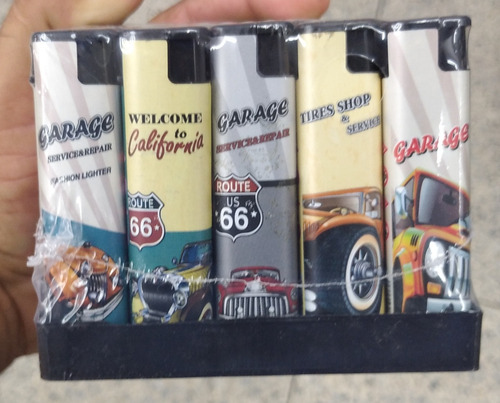 GARAGE
SERVICE&REPAIR
FASHION LIGHTER
WELCOME
to
California
ROUTE
66
GARAGE
SERVICE&REPAIR
ROUTE
US
66
TIRES SHOP
& SERVICE
GARAGE